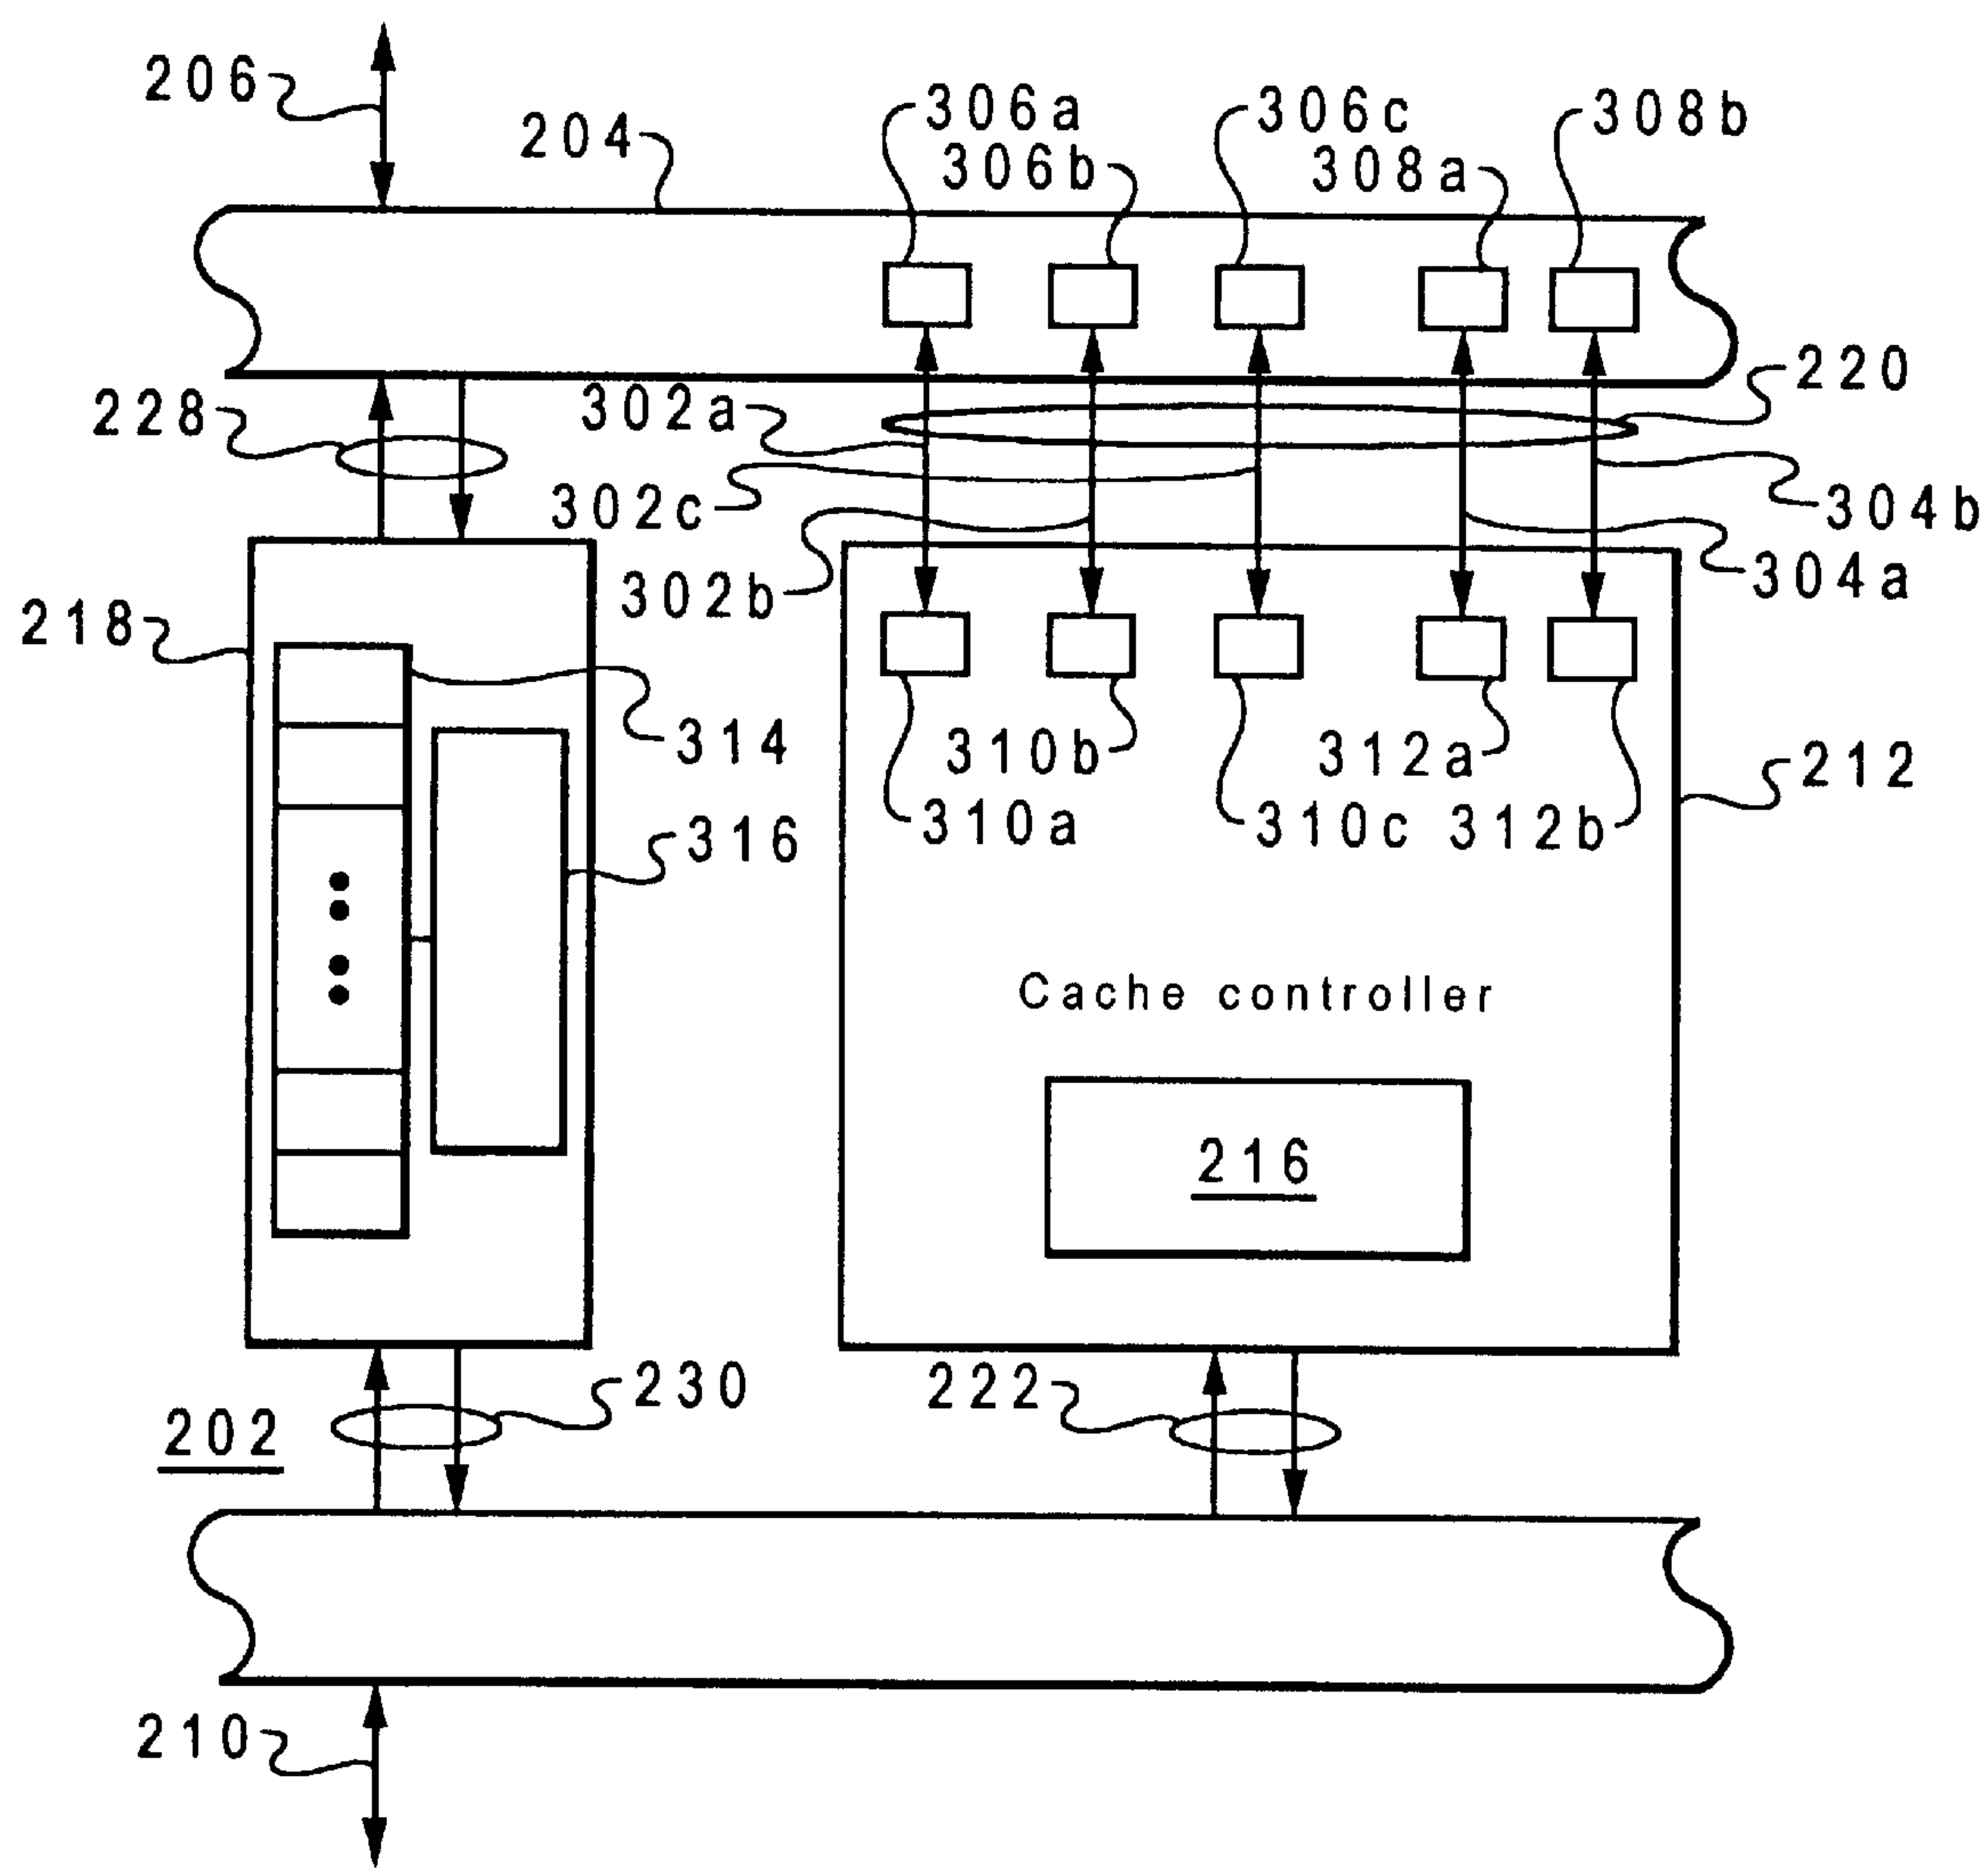 206
204
306a
306c
308b
306b
308a
220
228
302a
302c
304b
302b
304a
218
314
310b
312a
212
310a
310c
312b
316
Cache controller
216
230
222
202
210